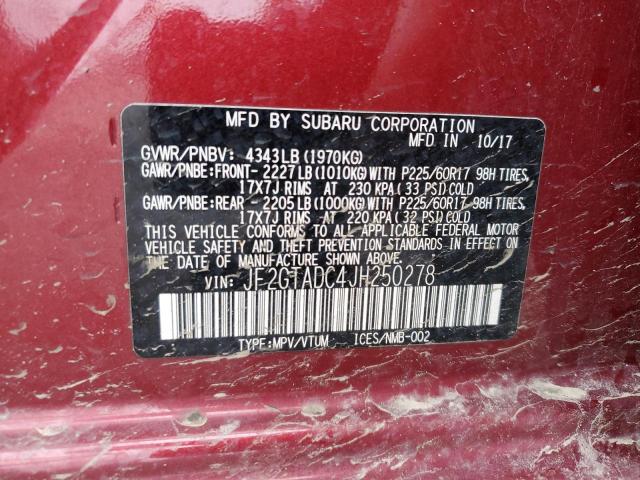 MFD BY SUBARU CORPORATION
MFD IN 10/17
GVWR/PNBV: 4343LB(1970KG)
GAWR/PNBE:FRONT- 2227LB(1010KG)WITH P225/60R17 98H TIRES,
17X7J RIMS AT 230 KPA(33 PSI)COLD
GAWR/PNBE:REAR - 2205LB(1000KG)WITH P225/60R17 98H TIRES,
17X7J RIMS AT 220 KPA(32 PSI)COLD
THIS VEHICLE CONFORMS TO ALL APPLICABLE FEDERAL MOTOR
VEHICLE SAFETY AND THEFT PREVENTION STANDARDS IN EFFECT ON
THE DATE OF MANUFACTURE SHOWN ABOVE.
VIN: JF2GTADC4JH250278
TYPE:MPV/VTUM ICES/NMB-002